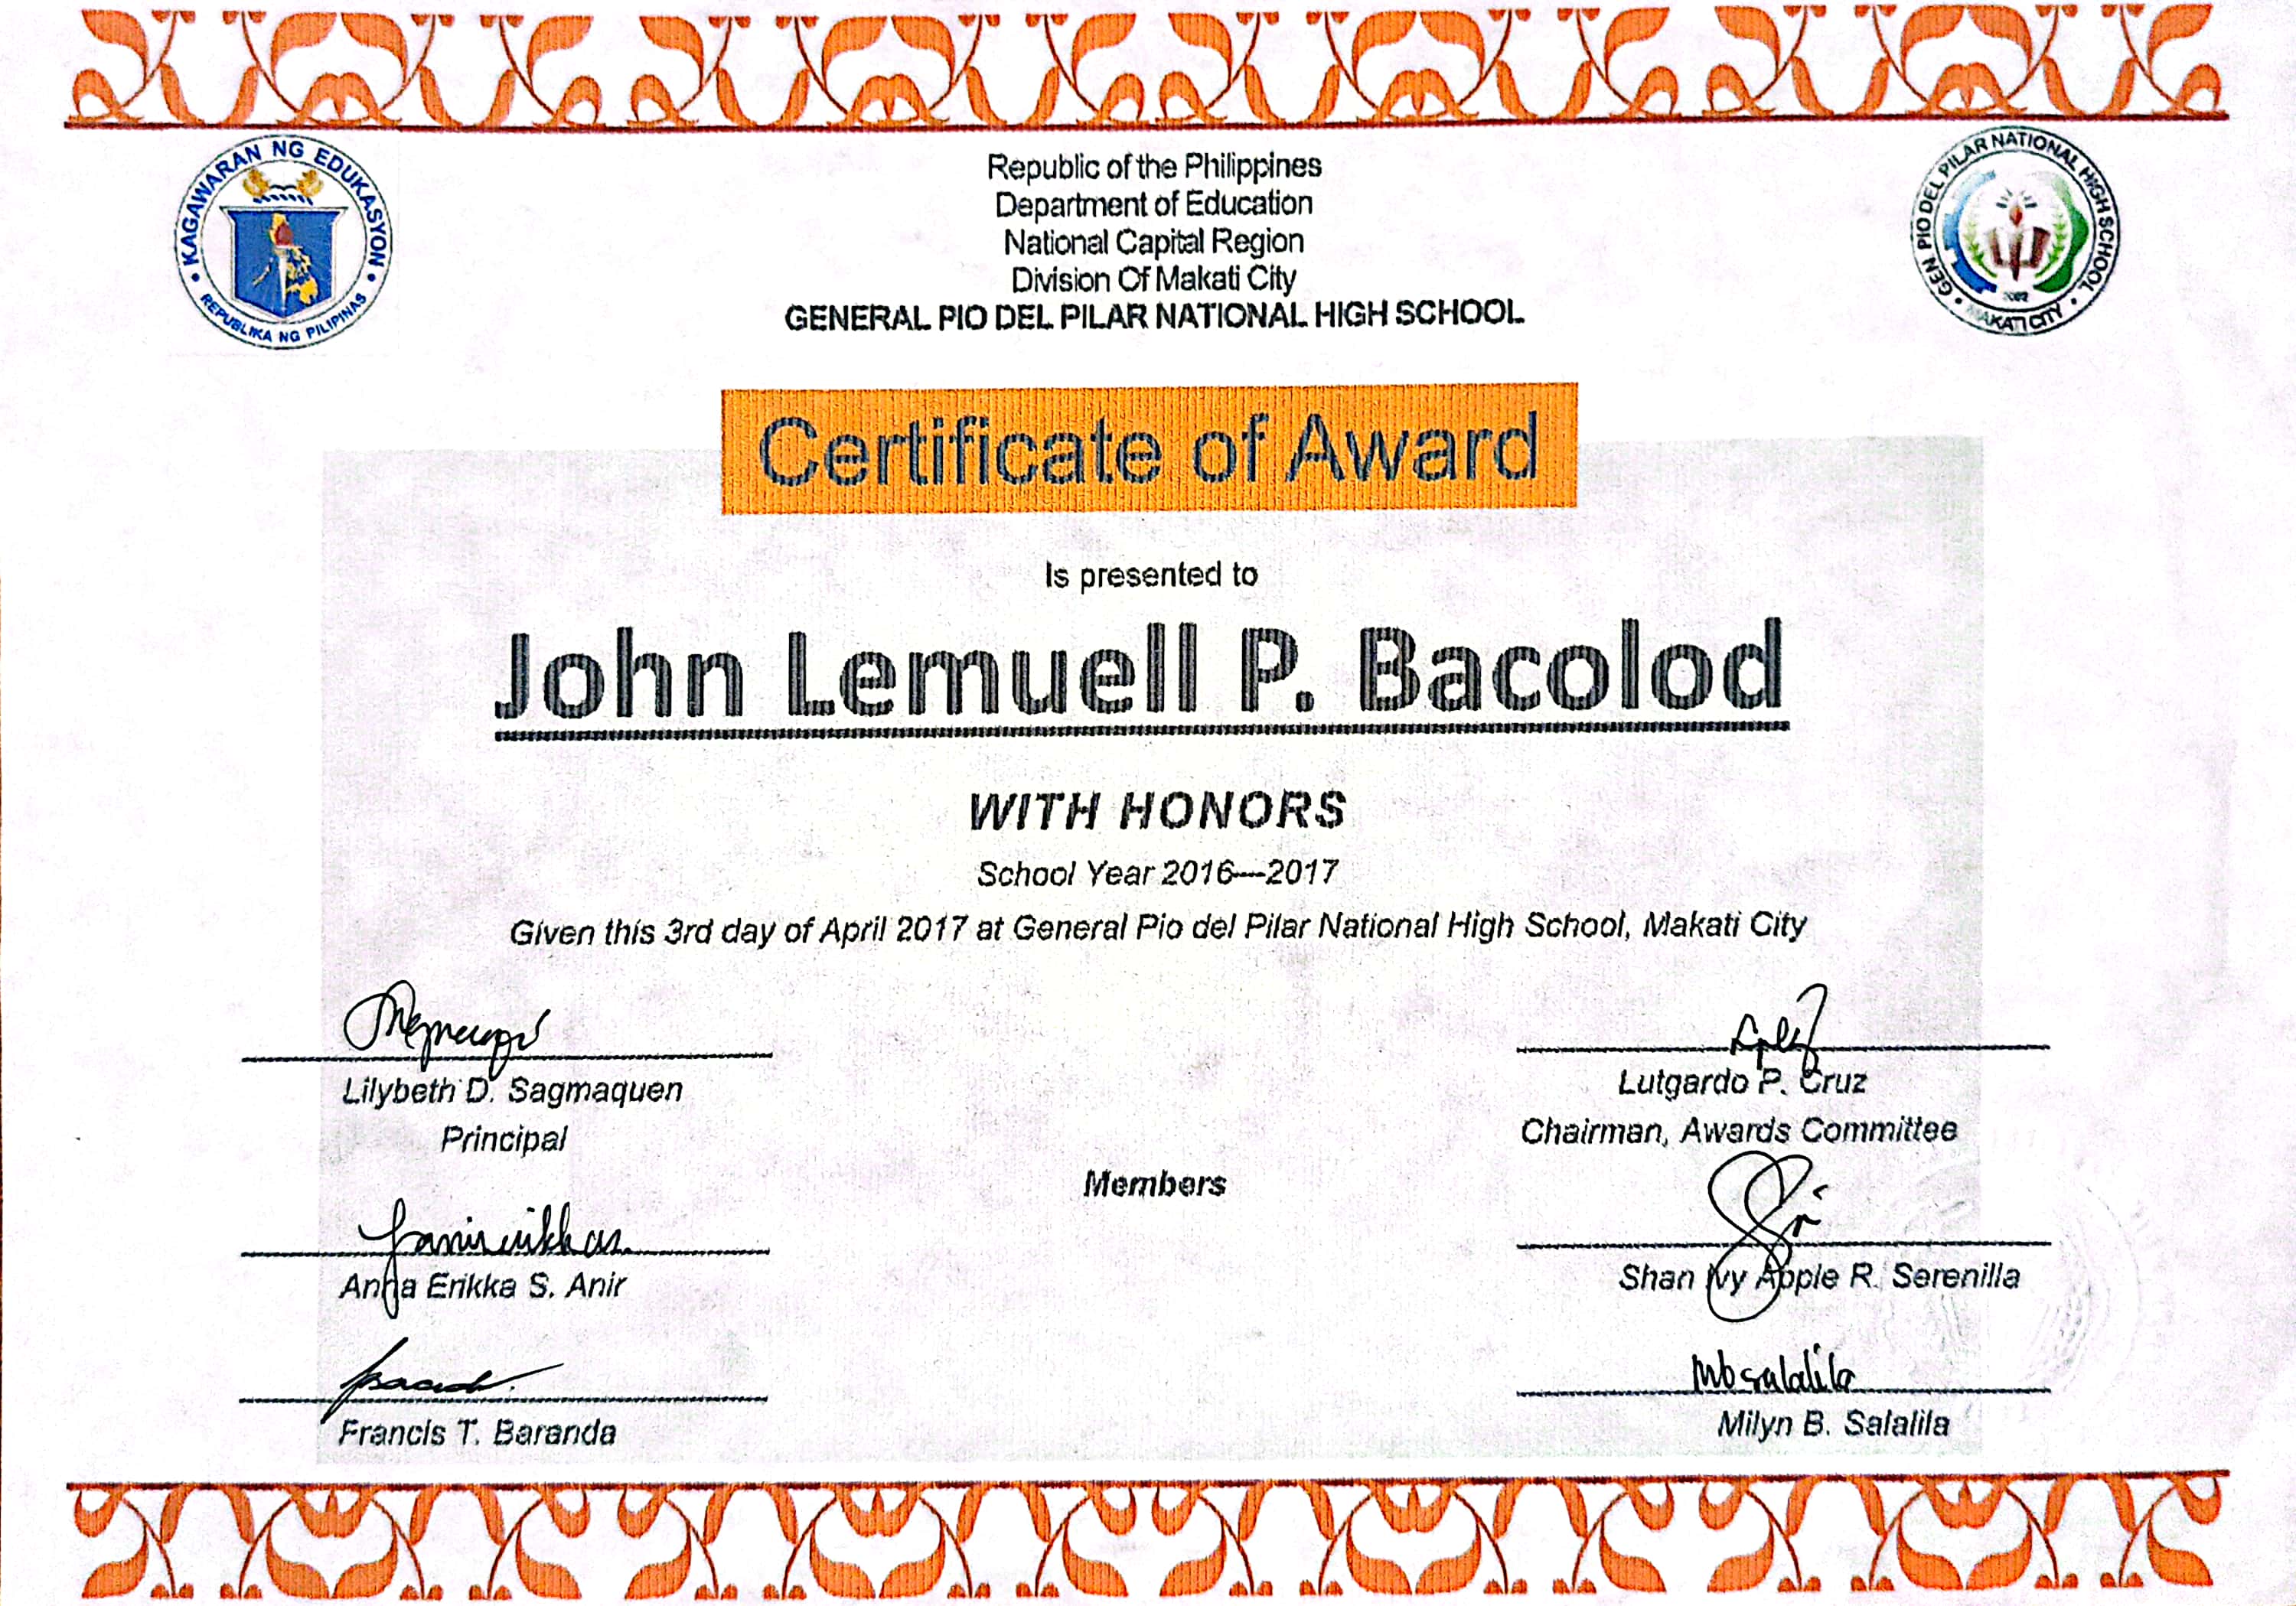 Republic of the Philippines
Department of Education
National Capital Region
Division Of Makati City
GENERAL PIO DEL PILAR NATIONAL HIGH SCHOOL
KAGAWARAN NG EDUKASYON
REPUBLIKA NG PILIPINAS
GEN. PIO DEL PILAR NATIONAL HIGH SCHOOL
MAKATI CITY
Certificate of Award
Is presented to
John Lemuell P. Bacolod
WITH HONORS
School Year 2016—2017
Given this 3rd day of April 2017 at General Pio del Pilar National High School, Makati City
Lilybeth D. Sagmaquen
Principal
Lutgardo P. Cruz
Chairman, Awards Committee
Members
Anna Erikka S. Anir
Shan Ivy Apple R. Serenilla
mbsalalila
Francis T. Baranda
Milyn B. Salalila